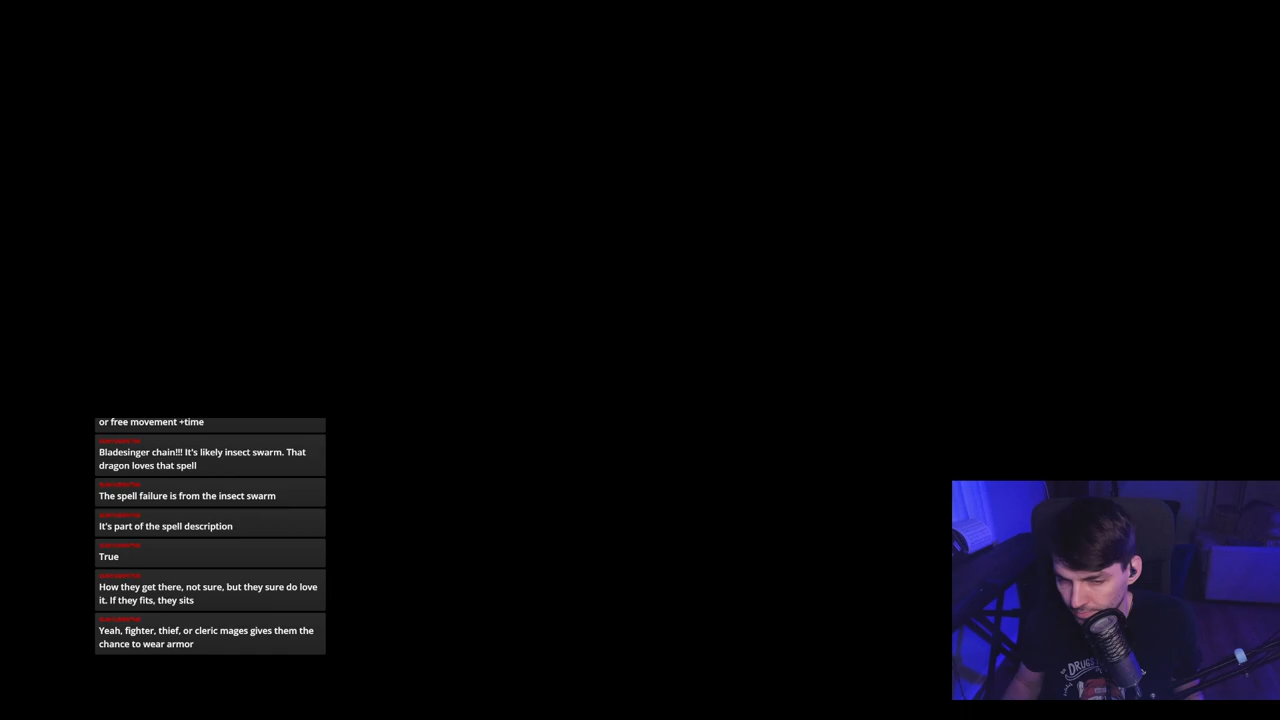 or free movement +time
Bladesinger chain!!! It's likely insect swarm. That
dragon loves that spell
The spell failure is from the insect swarm
It's part of the spell description
True
How they get there, not sure, but they sure do love
it. If they fits, they sits
Yeah, fighter, thief, or cleric mages gives them the
chance to wear armor
DRUGS